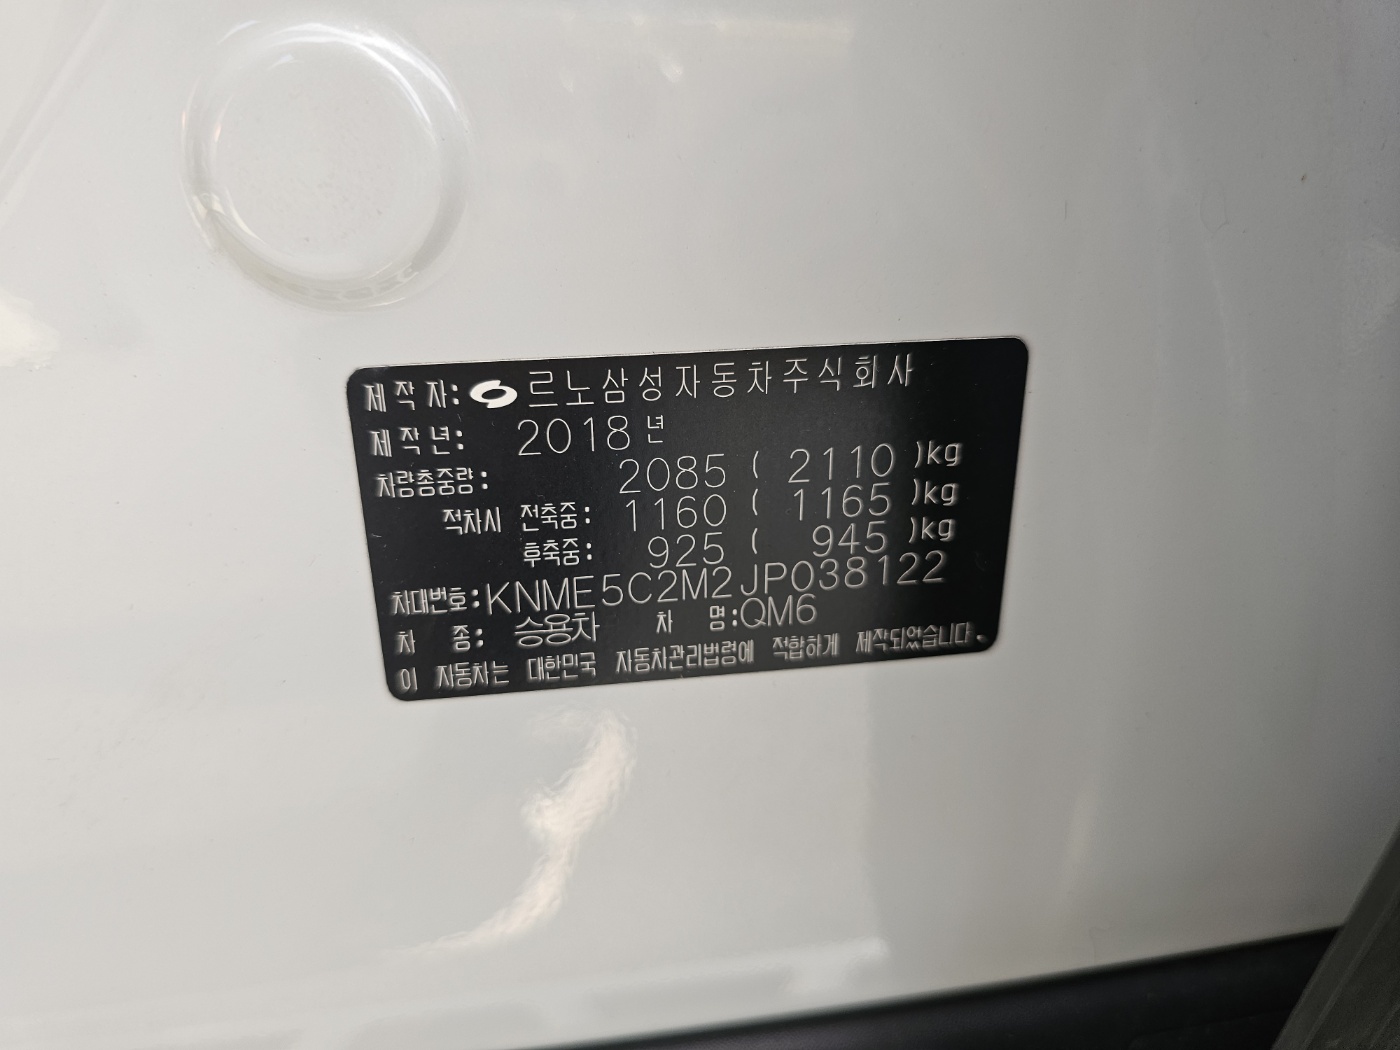 제 작 자: 르노삼성자동차주식회사
제 작 년: 2018년
차량총중량: 2085 ( 2110 )kg
적차시 전축중: 1160 ( 1165 )kg
후축중: 925 ( 945 )kg
차대번호:KNME5C2M2JP038122
차 종: 승용차 차 명:QM6
이 자동차는 대한민국 자동차관리법령에 적합하게 제작되었습니다.